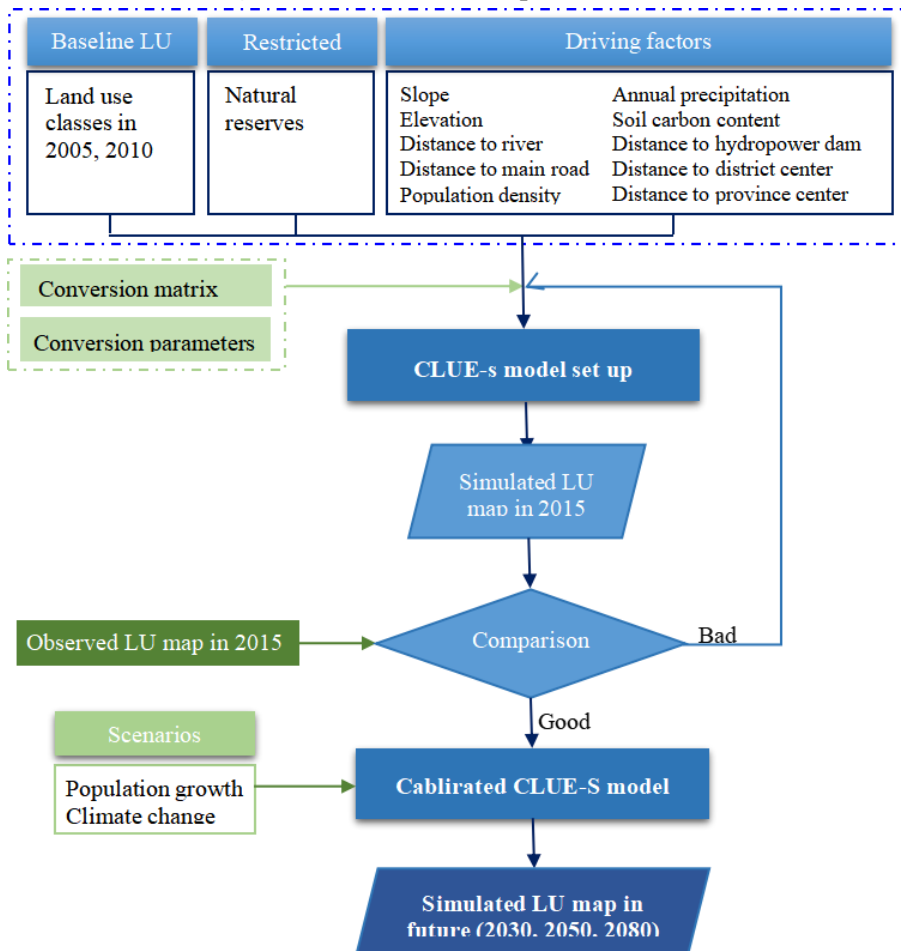 Baseline LU
Restricted
Driving factors
Land use
classes in
2005, 2010
Natural
reserves
Slope
Elevation
Distance to river
Distance to main road
Population density
Annual precipitation
Soil carbon content
Distance to hydropower dam
Distance to district center
Distance to province center
Conversion matrix
Conversion parameters
CLUE-s model set up
Simulated LU
map in 2015
Observed LU map in 2015
Comparison
Bad
Good
Scenarios
Population growth
Climate change
Cablirated CLUE-S model
Simulated LU map in
future (2030, 2050, 2080)